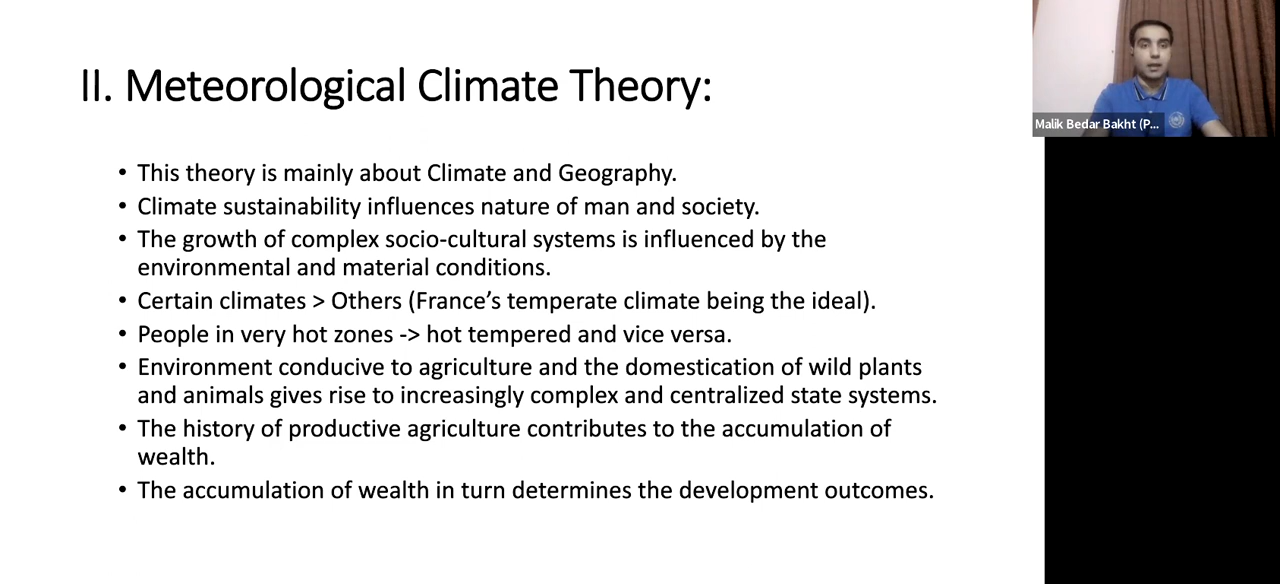 II. Meteorological Climate Theory:
• This theory is mainly about Climate and Geography.
• Climate sustainability influences nature of man and society.
• The growth of complex socio-cultural systems is influenced by the
environmental and material conditions.
• Certain climates > Others (France’s temperate climate being the ideal).
• People in very hot zones -> hot tempered and vice versa.
• Environment conducive to agriculture and the domestication of wild plants
and animals gives rise to increasingly complex and centralized state systems.
• The history of productive agriculture contributes to the accumulation of
wealth.
• The accumulation of wealth in turn determines the development outcomes.
Malik Bedar Bakht (P...